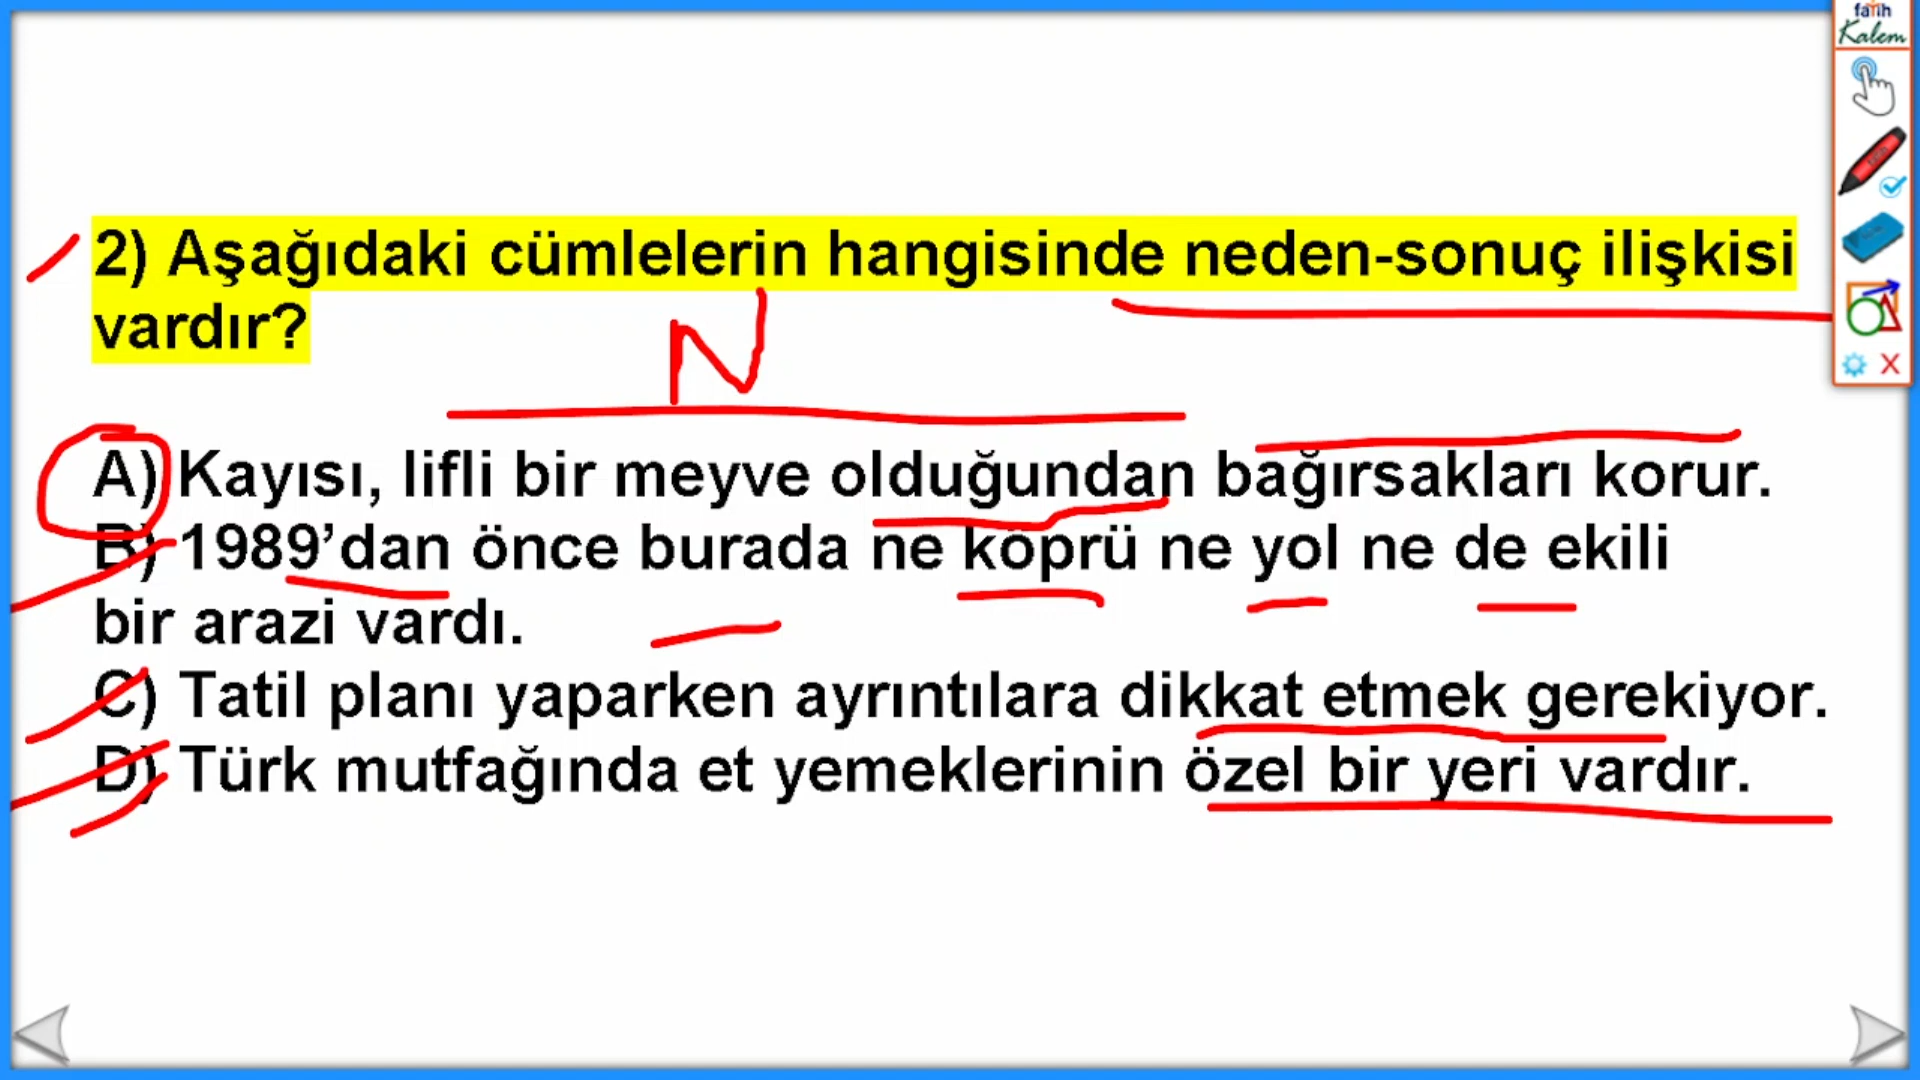 fatih
Kalem
2) Aşağıdaki cümlelerin hangisinde neden-sonuç ilişkisi
vardır?
N
A) Kayısı, lifli bir meyve olduğundan bağırsakları korur.
B) 1989’dan önce burada ne köprü ne yol ne de ekili
bir arazi vardı.
C) Tatil planı yaparken ayrıntılara dikkat etmek gerekiyor.
D) Türk mutfağında et yemeklerinin özel bir yeri vardır.